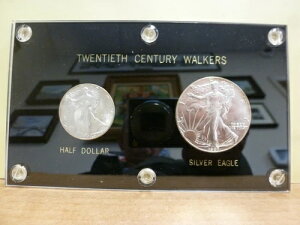 TWENTIETH CENTURY WALKERS
HALF DOLLAR
SILVER EAGLE